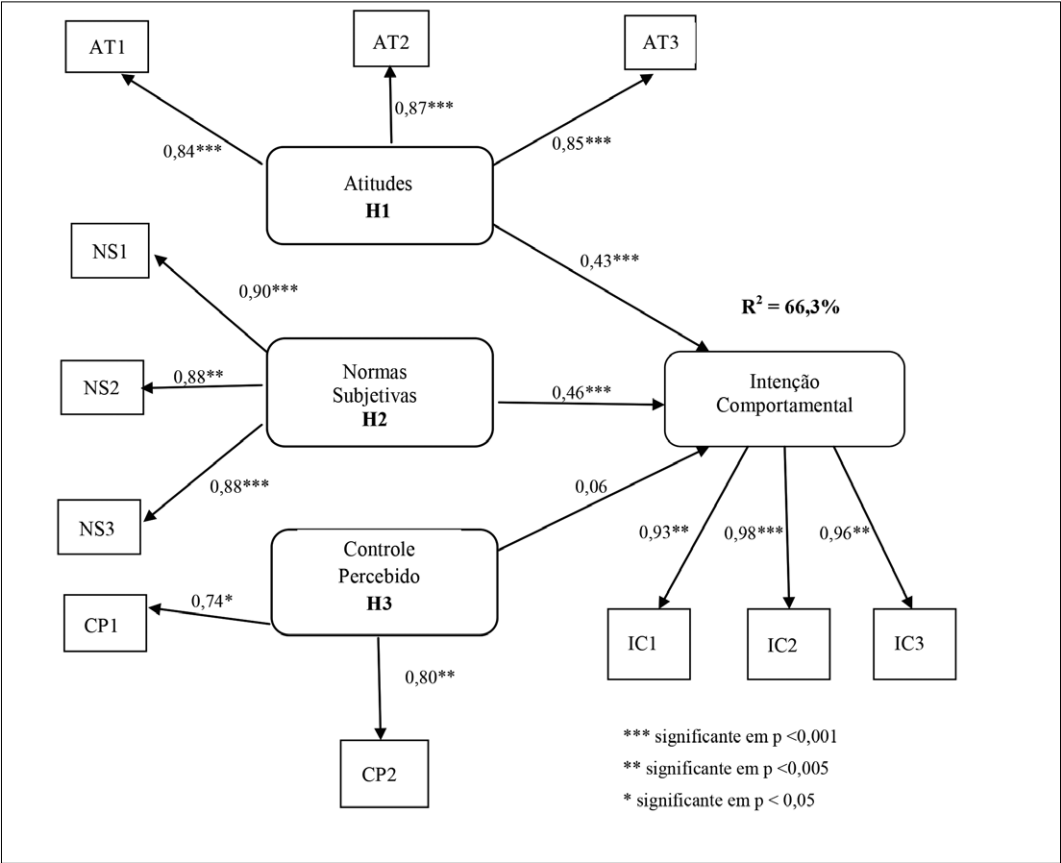 AT1
AT2
AT3
0,84***
0,87***
0,85***
Atitudes
H1
NS1
0,90***
0,43***
R² = 66,3%
NS2
0,88**
Normas
Subjetivas
H2
0,46***
Intenção
Comportamental
NS3
0,88***
0,06
Controle
Percebido
H3
CP1
0,74*
0,80**
CP2
0,93**
0,98***
0,96**
IC1
IC2
IC3
*** significante em p <0,001
** significante em p <0,005
* significante em p < 0,05